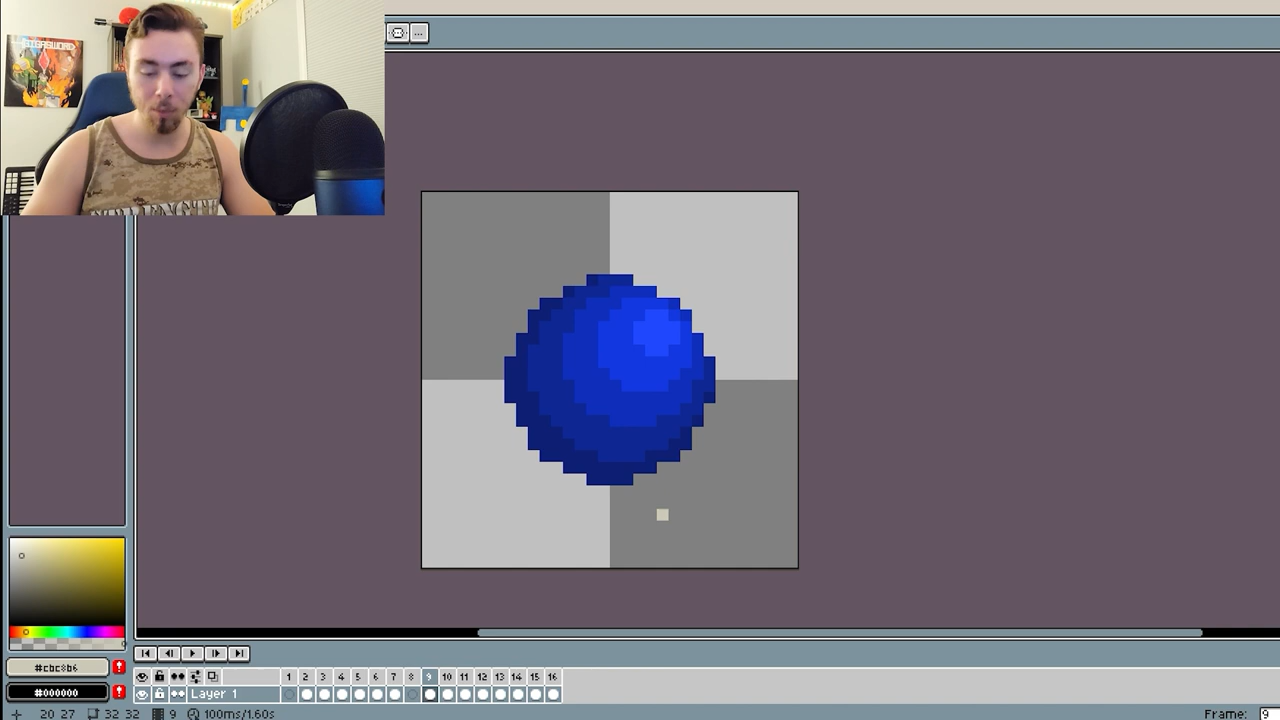 ...
#cbc8b6
#000000
1 2 3 4 5 6 7 8 9 10 11 12 13 14 15 16
Layer 1
20 27 32 32 9 100ms/1.60s
Frame: 9